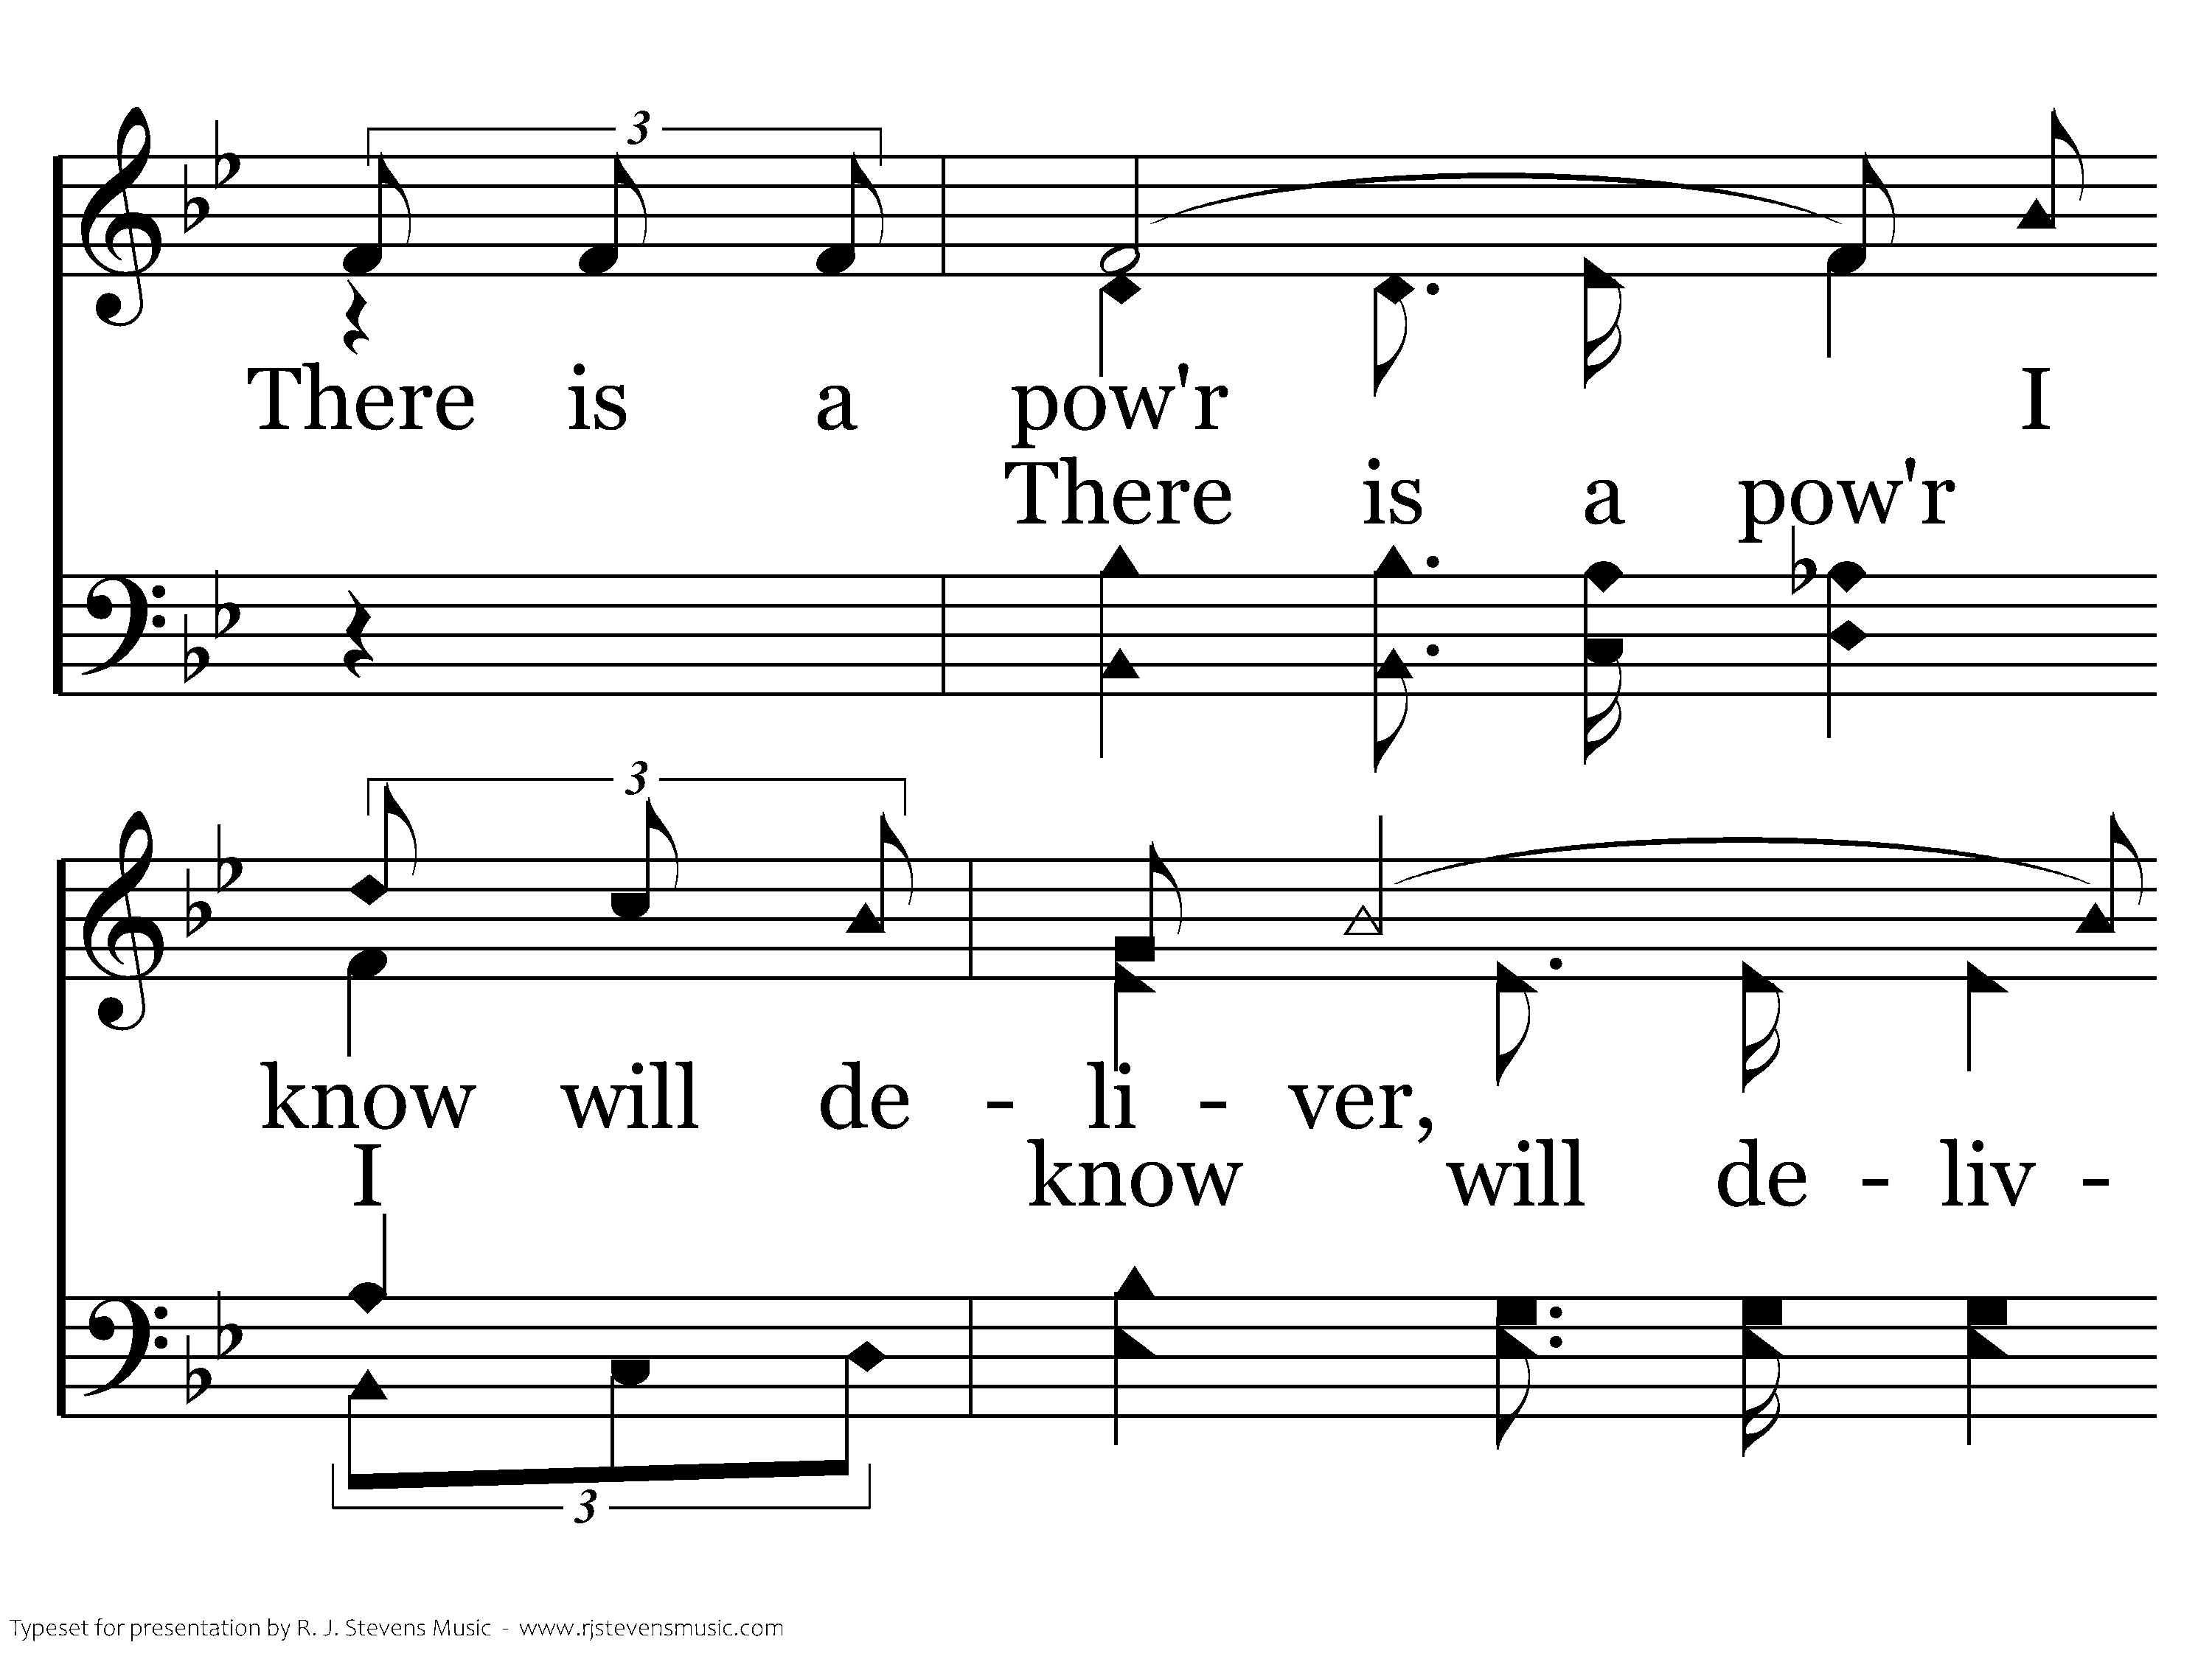 3
There is a pow'r I
There is a pow'r
3
know will de - li - ver,
I know will de - liv -
3
Typeset for presentation by R. J. Stevens Music - www.rjstevensmusic.com